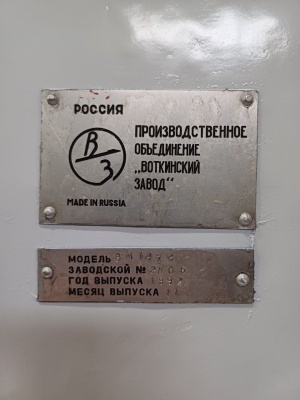 РОССИЯ
В/З
ПРОИЗВОДСТВЕННОЕ
ОБЪЕДИНЕНИЕ
„ВОТКИНСКИЙ
ЗАВОД"
MADE IN RUSSIA
МОДЕЛЬ
ЗАВОДСКОЙ №
ГОД ВЫПУСКА
МЕСЯЦ ВЫПУСКА